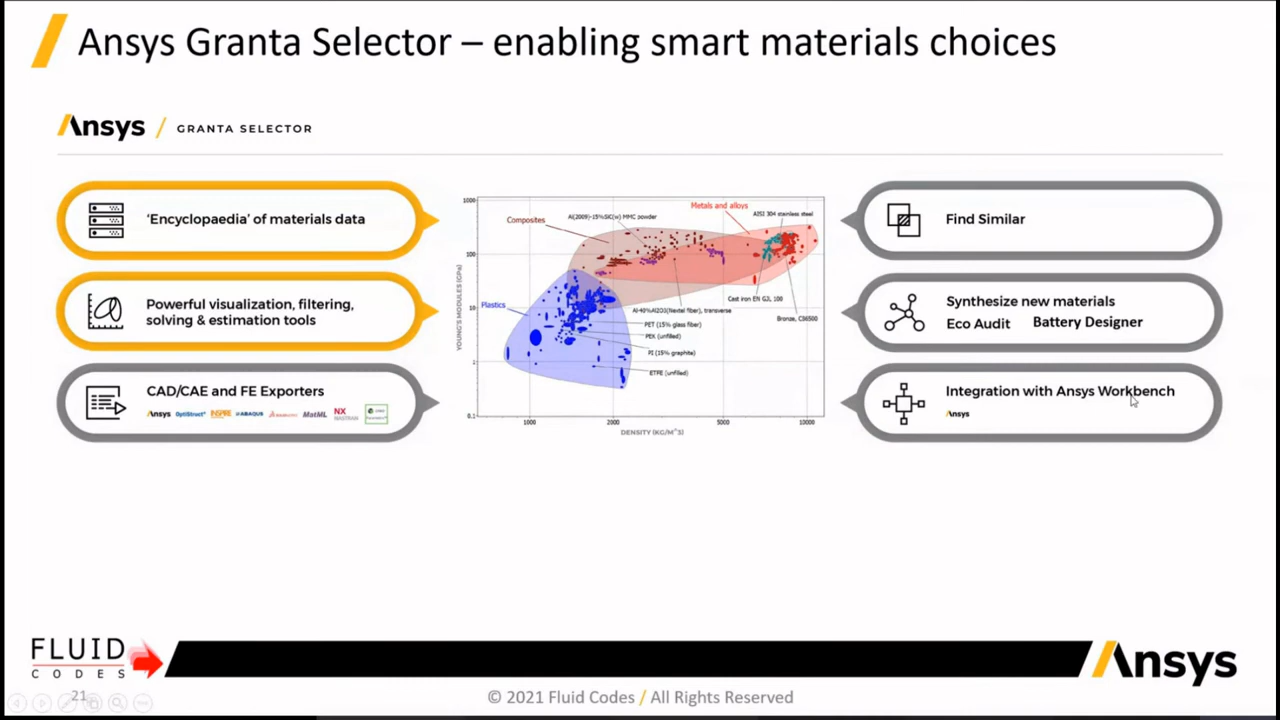 Ansys Granta Selector – enabling smart materials choices
Ansys / GRANTA SELECTOR
‘Encyclopaedia’ of materials data
Powerful visualization, filtering,
solving & estimation tools
CAD/CAE and FE Exporters
Ansys OptiStruct ABAQUS MatML NX
1000
100
10
1
0.1
YOUNG'S MODULUS (GPa)
Composites
Al(2009)-15%SiC(w) MMC powder
Metals and alloys
AISI 304 stainless steel
Plastics
Cast iron EN GJL 100
Al-40%Al2O3(Nextel fiber), transverse
Bronze, C36500
PET (15% glass fiber)
PEK (unfilled)
PI (15% graphite)
ETFE (unfilled)
1000 2000 5000 10000
DENSITY (KG/M^3)
Find Similar
Synthesize new materials
Eco Audit Battery Designer
Integration with Ansys Workbench
Ansys
FLUID
CODES
Ansys
21
© 2021 Fluid Codes / All Rights Reserved